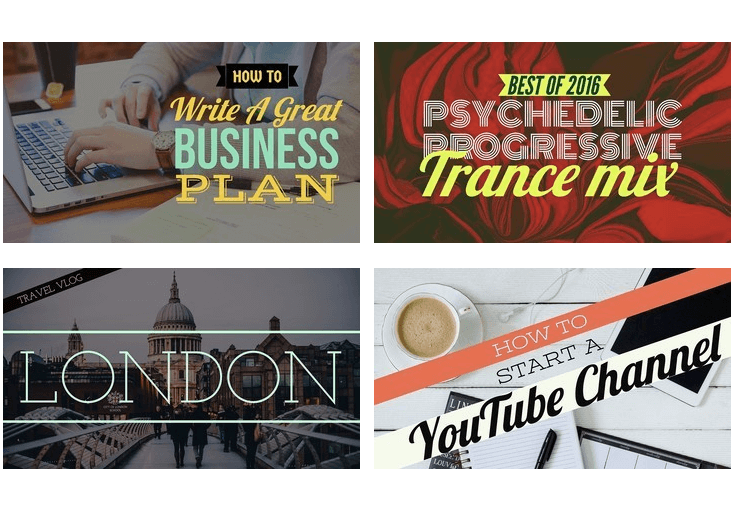 HOW TO
Write A Great
BUSINESS
PLAN
BEST OF 2016
PSYCHEDELIC
PROGRESSIVE
Trance mix
TRAVEL VLOG
LONDON
HOW TO
START A
YouTube Channel